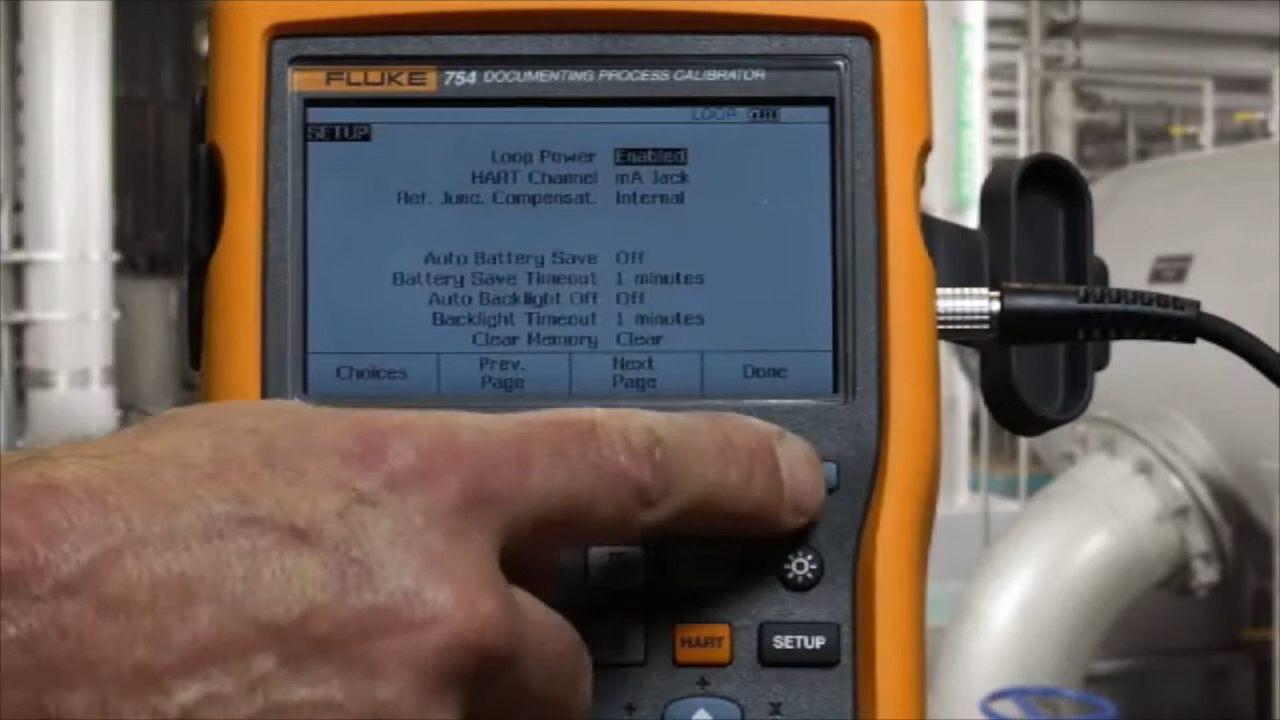 FLUKE 754 DOCUMENTING PROCESS CALIBRATOR
LOOP
SETUP
Loop Power Enabled
HART Channel mA Jack
Ref. Junc. Compensat. Internal
Auto Battery Save Off
Battery Save Timeout 1 minutes
Auto Backlight Off Off
Backlight Timeout 1 minutes
Clear Memory Clear
Choices Prev. Page Next Page Done
HART SETUP
+
÷ x